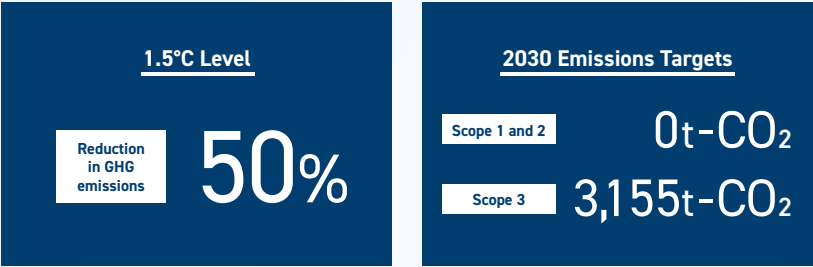 1.5°C Level
Reduction
in GHG
emissions
50%
2030 Emissions Targets
Scope 1 and 2
0t-CO₂
Scope 3
3,155t-CO₂